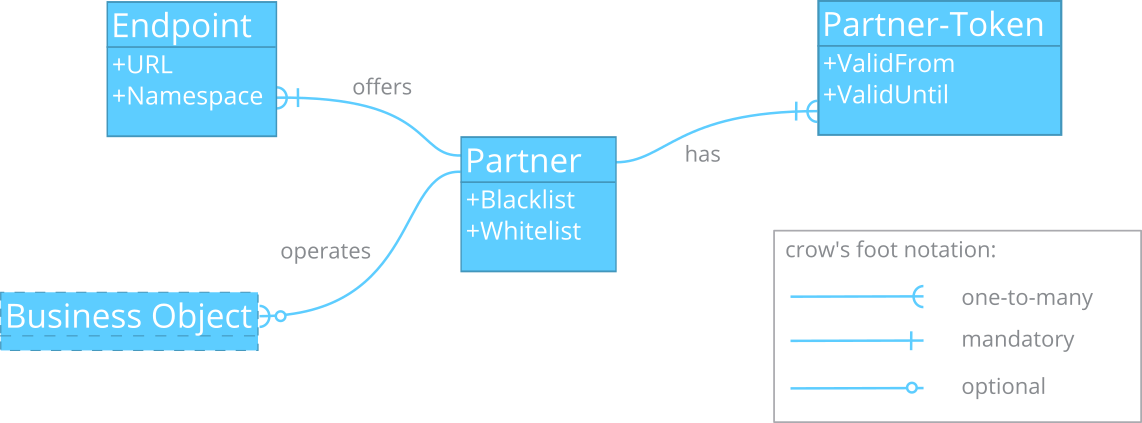 Endpoint
+URL
+Namespace
offers
Partner-Token
+ValidFrom
+ValidUntil
has
Partner
+Blacklist
+Whitelist
operates
Business Object
crow's foot notation:
one-to-many
mandatory
optional